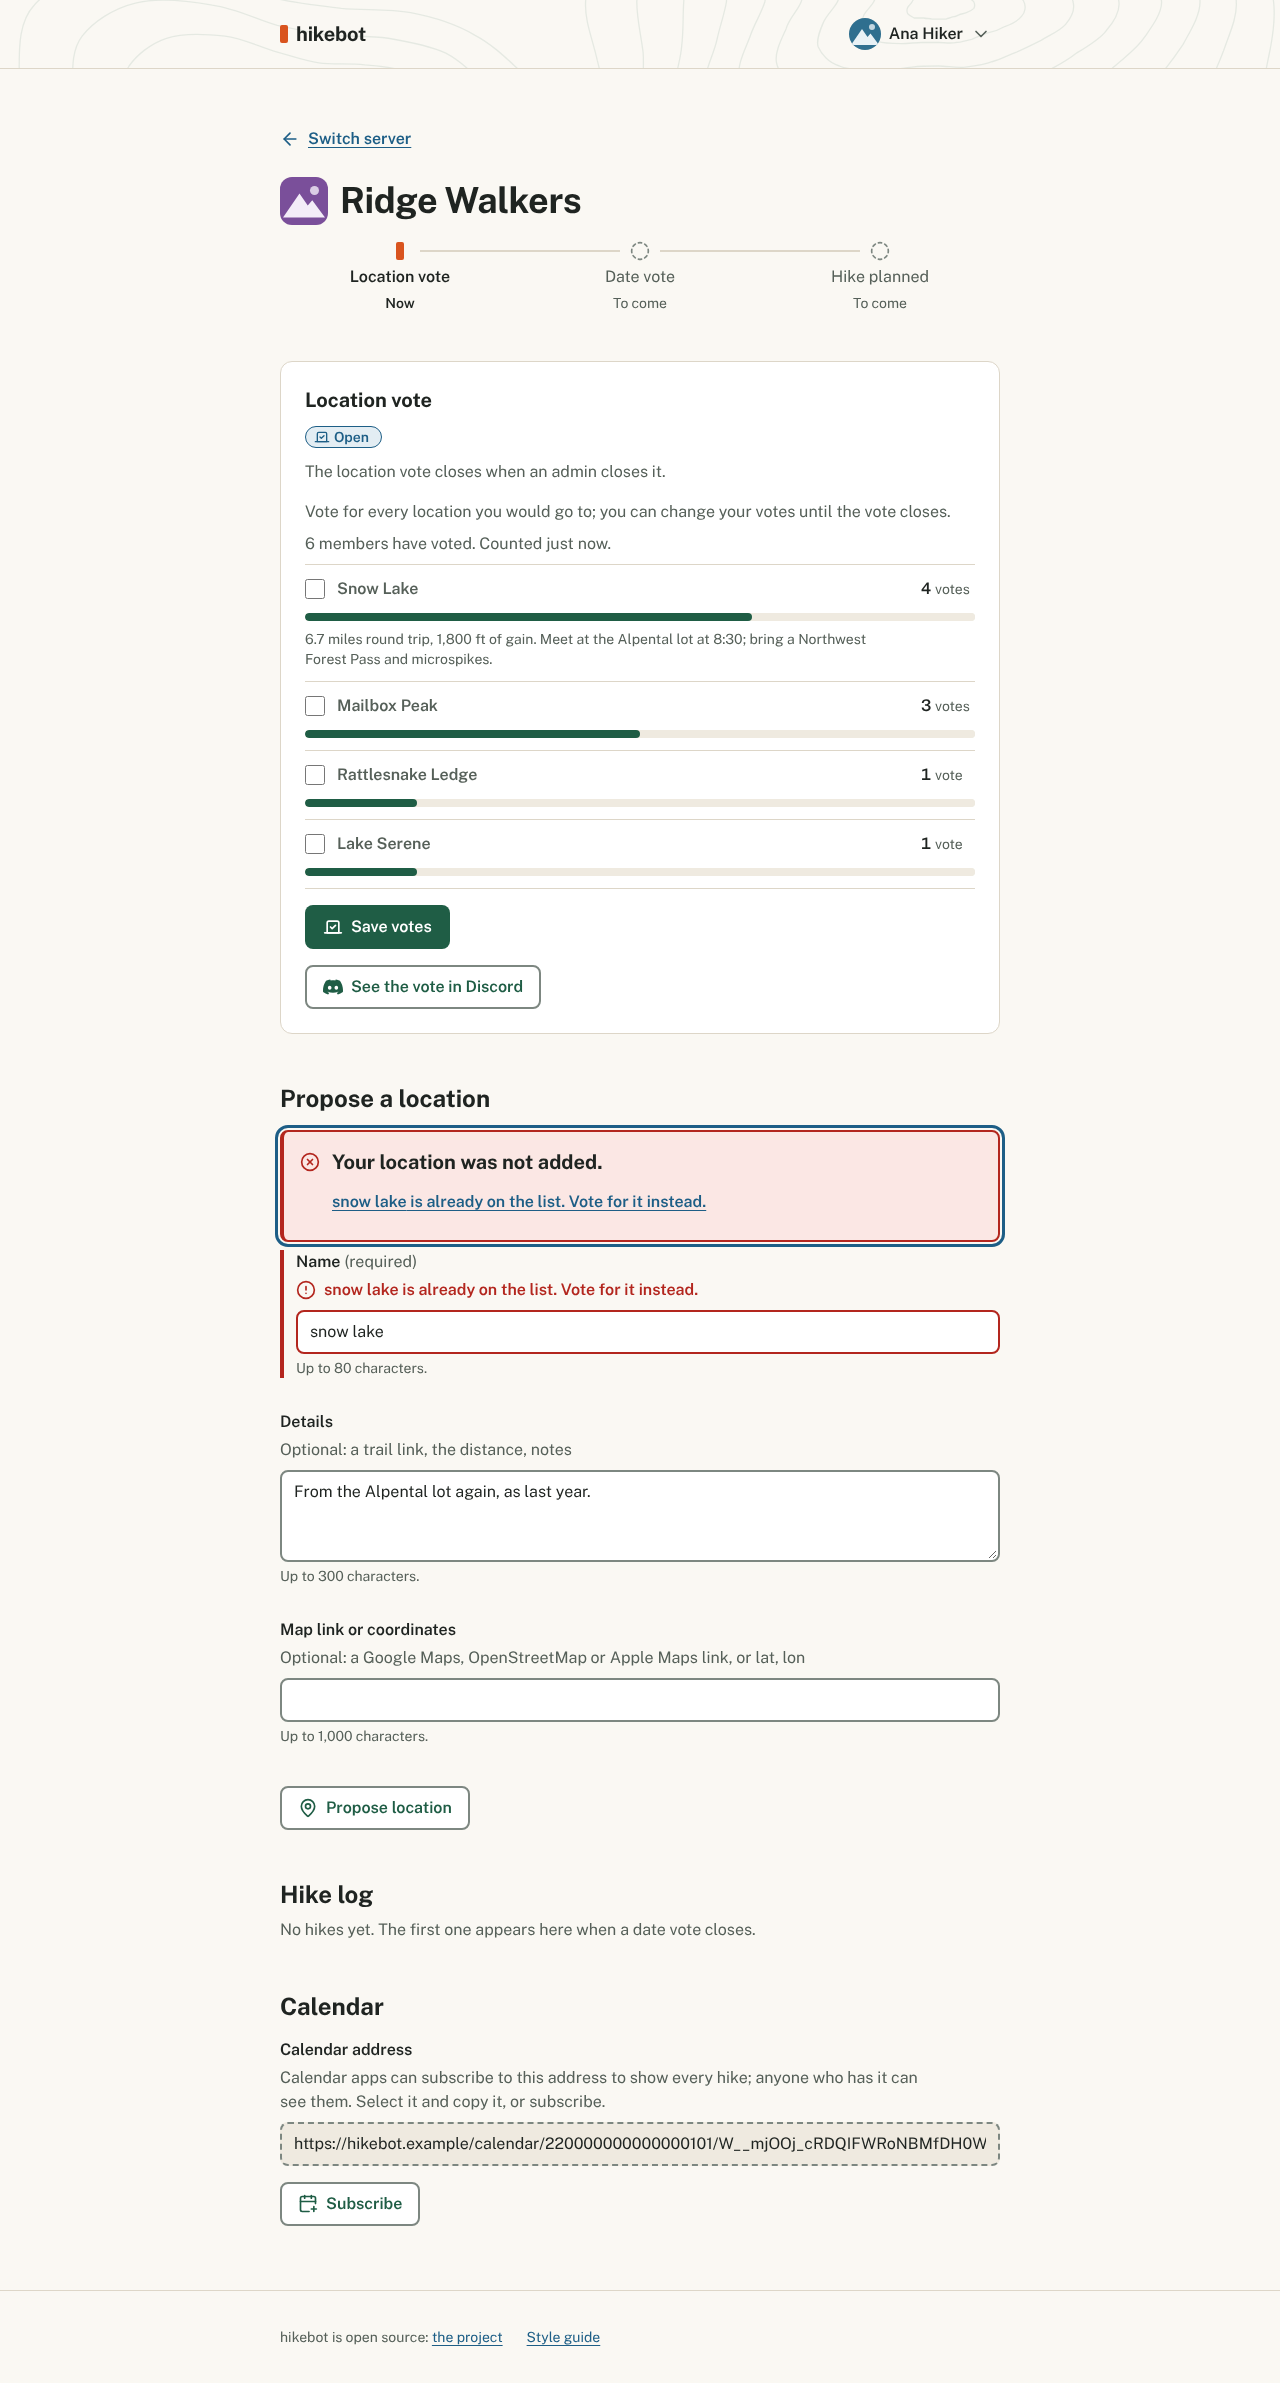 hikebot
Ana Hiker
Switch server
Ridge Walkers
Location vote
Now
Date vote
To come
Hike planned
To come
Location vote
Open
The location vote closes when an admin closes it.
Vote for every location you would go to; you can change your votes until the vote closes.
6 members have voted. Counted just now.
Snow Lake 4 votes
6.7 miles round trip, 1,800 ft of gain. Meet at the Alpental lot at 8:30; bring a Northwest
Forest Pass and microspikes.
Mailbox Peak 3 votes
Rattlesnake Ledge 1 vote
Lake Serene 1 vote
Save votes
See the vote in Discord
Propose a location
Your location was not added.
snow lake is already on the list. Vote for it instead.
Name (required)
snow lake is already on the list. Vote for it instead.
snow lake
Up to 80 characters.
Details
Optional: a trail link, the distance, notes
From the Alpental lot again, as last year.
Up to 300 characters.
Map link or coordinates
Optional: a Google Maps, OpenStreetMap or Apple Maps link, or lat, lon
Up to 1,000 characters.
Propose location
Hike log
No hikes yet. The first one appears here when a date vote closes.
Calendar
Calendar address
Calendar apps can subscribe to this address to show every hike; anyone who has it can
see them. Select it and copy it, or subscribe.
https://hikebot.example/calendar/220000000000000101/W__mjOOj_cRDQIFWRoNBMfDH0W
Subscribe
hikebot is open source: the project Style guide